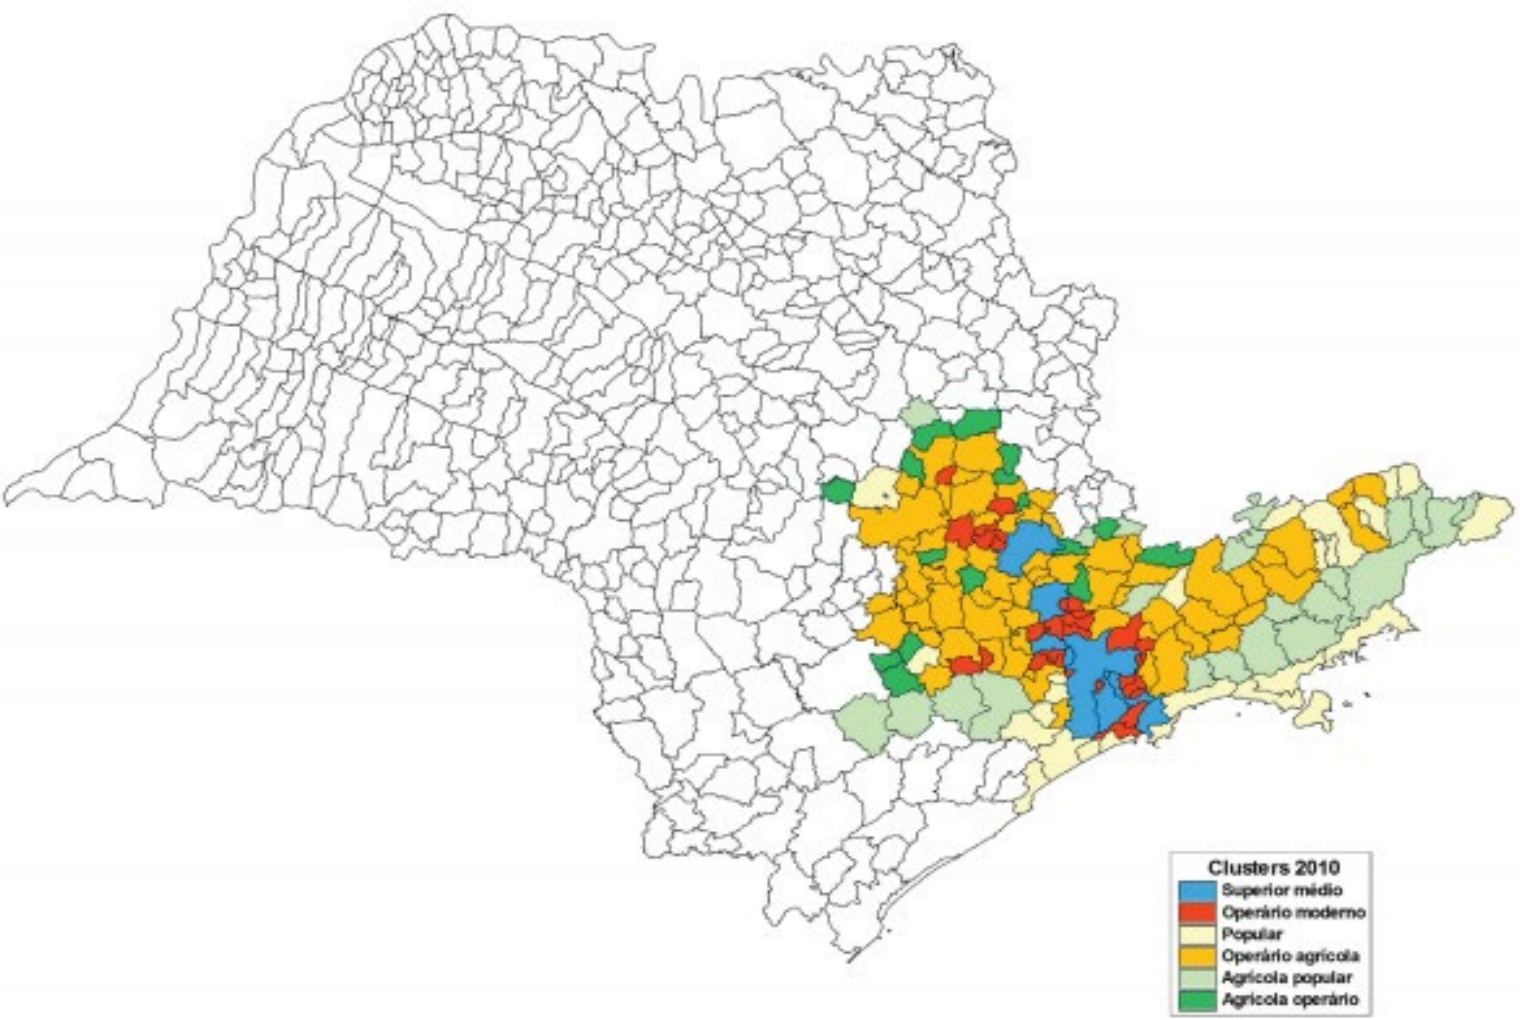 Clusters 2010
Superior médio
Operário moderno
Popular
Operário agrícola
Agrícola popular
Agrícola operário